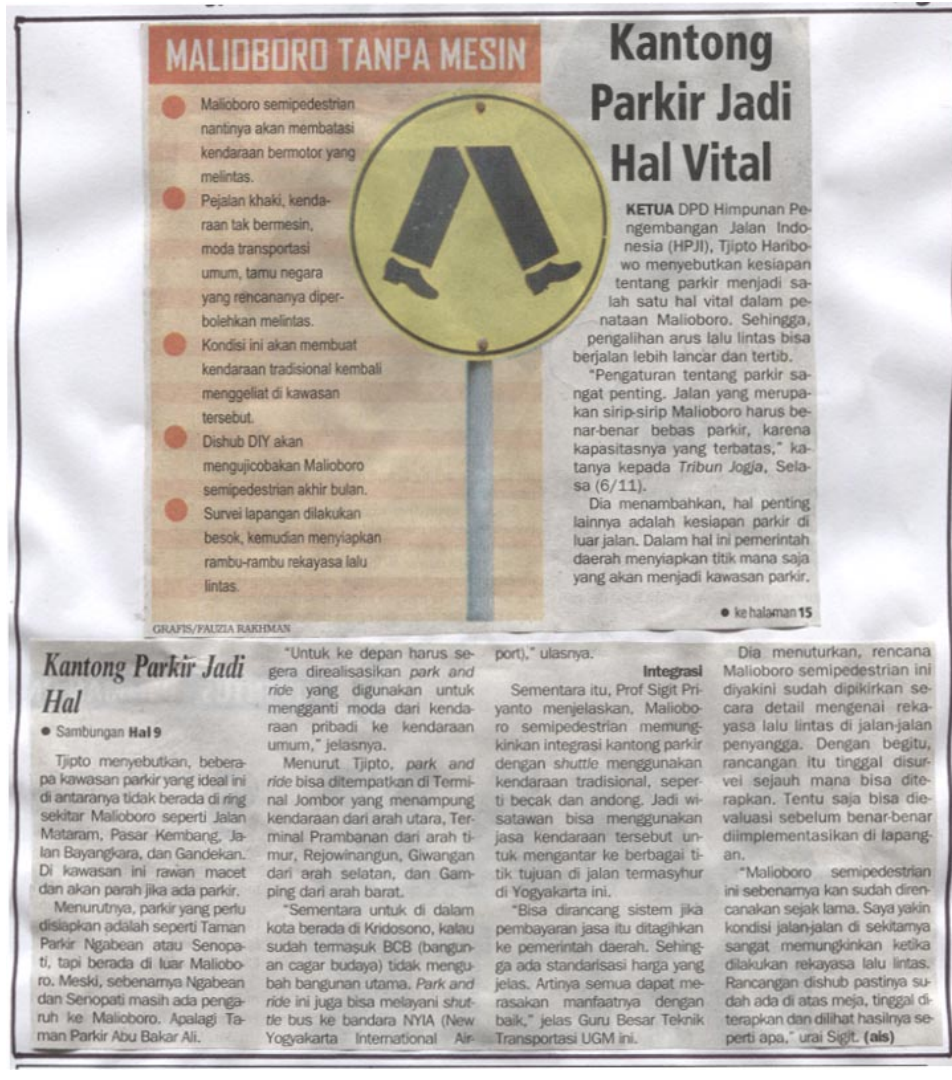 MALIOBORO TANPA MESIN
Malioboro semipedestrian
nantinya akan membatasi
kendaraan bermotor yang
melintas.
Pejalan khaki, kenda-
raan tak bermesin,
moda transportasi
umum, tamu negara
yang rencananya diper-
bolehkan melintas.
Kondisi ini akan membuat
kendaraan tradisional kembali
menggeliat di kawasan
tersebut.
Dishub DIY akan
mengujicobakan Malioboro
semipedestrian akhir bulan.
Survei lapangan dilakukan
besok, kemudian menyiapkan
rambu-rambu rekayasa lalu
lintas.
GRAFIS/FAUZIA RAKHMAN
Kantong
Parkir Jadi
Hal Vital
KETUA DPD Himpunan Pe-
ngembangan Jalan Indo-
nesia (HPJI), Tjipto Haribo-
wo menyebutkan kesiapan
tentang parkir menjadi sa-
lah satu hal vital dalam pe-
nataan Malioboro. Sehingga,
pengalihan arus lalu lintas bisa
berjalan lebih lancar dan tertib.
"Pengaturan tentang parkir sa-
ngat penting. Jalan yang merupa-
kan sirip-sirip Malioboro harus be-
nar-benar bebas parkir, karena
kapasitasnya yang terbatas," ka-
tanya kepada Tribun Jogja, Sela-
sa (6/11).
Dia menambahkan, hal penting
lainnya adalah kesiapan parkir di
luar jalan. Dalam hal ini pemerintah
daerah menyiapkan titik mana saja
yang akan menjadi kawasan parkir.
● ke halaman 15
Kantong Parkir Jadi
Hal
● Sambungan Hal 9
Tjipto menyebutkan, bebera-
pa kawasan parkir yang ideal ini
di antaranya tidak berada di ring
sekitar Malioboro seperti Jalan
Mataram, Pasar Kembang, Ja-
lan Bayangkara, dan Gandekan.
Di kawasan ini rawan macet
dan akan parah jika ada parkir.
Menurutnya, parkir yang perlu
disiapkan adalah seperti Taman
Parkir Ngabean atau Senopa-
ti, tapi berada di luar Maliobo-
ro. Meski, sebenarnya Ngabean
dan Senopati masih ada penga-
ruh ke Malioboro. Apalagi Ta-
man Parkir Abu Bakar Ali.
"Untuk ke depan harus se-
gera direalisasikan park and
ride yang digunakan untuk
mengganti moda dari kenda-
raan pribadi ke kendaraan
umum," jelasnya.
Menurut Tjipto, park and
ride bisa ditempatkan di Termi-
nal Jombor yang menampung
kendaraan dari arah utara, Ter-
minal Prambanan dari arah ti-
mur, Rejowinangun, Giwangan
dari arah selatan, dan Gam-
ping dari arah barat.
"Sementara untuk di dalam
kota berada di Kridosono, kalau
sudah termasuk BCB (bangun-
an cagar budaya) tidak mengu-
bah bangunan utama. Park and
ride ini juga bisa melayani shut-
tle bus ke bandara NYIA (New
Yogyakarta International Air-
port)," ulasnya.
Integrasi
Sementara itu, Prof Sigit Pri-
yanto menjelaskan, Maliobo-
ro semipedestrian memung-
kinkan integrasi kantong parkir
dengan shuttle menggunakan
kendaraan tradisional, seper-
ti becak dan andong. Jadi wi-
satawan bisa menggunakan
jasa kendaraan tersebut un-
tuk mengantar ke berbagai ti-
tik tujuan di jalan termasyhur
di Yogyakarta ini.
"Bisa dirancang sistem jika
pembayaran jasa itu ditagihkan
ke pemerintah daerah. Sehing-
ga ada standarisasi harga yang
jelas. Artinya semua dapat me-
rasakan manfaatnya dengan
baik," jelas Guru Besar Teknik
Transportasi UGM ini.
Dia menuturkan, rencana
Malioboro semipedestrian ini
diyakini sudah dipikirkan se-
cara detail mengenai reka-
yasa lalu lintas di jalan-jalan
penyangga. Dengan begitu,
rancangan itu tinggal disur-
vei sejauh mana bisa dite-
rapkan. Tentu saja bisa die-
valuasi sebelum benar-benar
diimplementasikan di lapang-
an.
"Malioboro semipedestrian
ini sebenarnya kan sudah diren-
canakan sejak lama. Saya yakin
kondisi jalan-jalan di sekitarnya
sangat memungkinkan ketika
dilakukan rekayasa lalu lintas.
Rancangan dishub pastinya su-
dah ada di atas meja, tinggal di-
terapkan dan dilihat hasilnya se-
perti apa," urai Sigit. (ais)